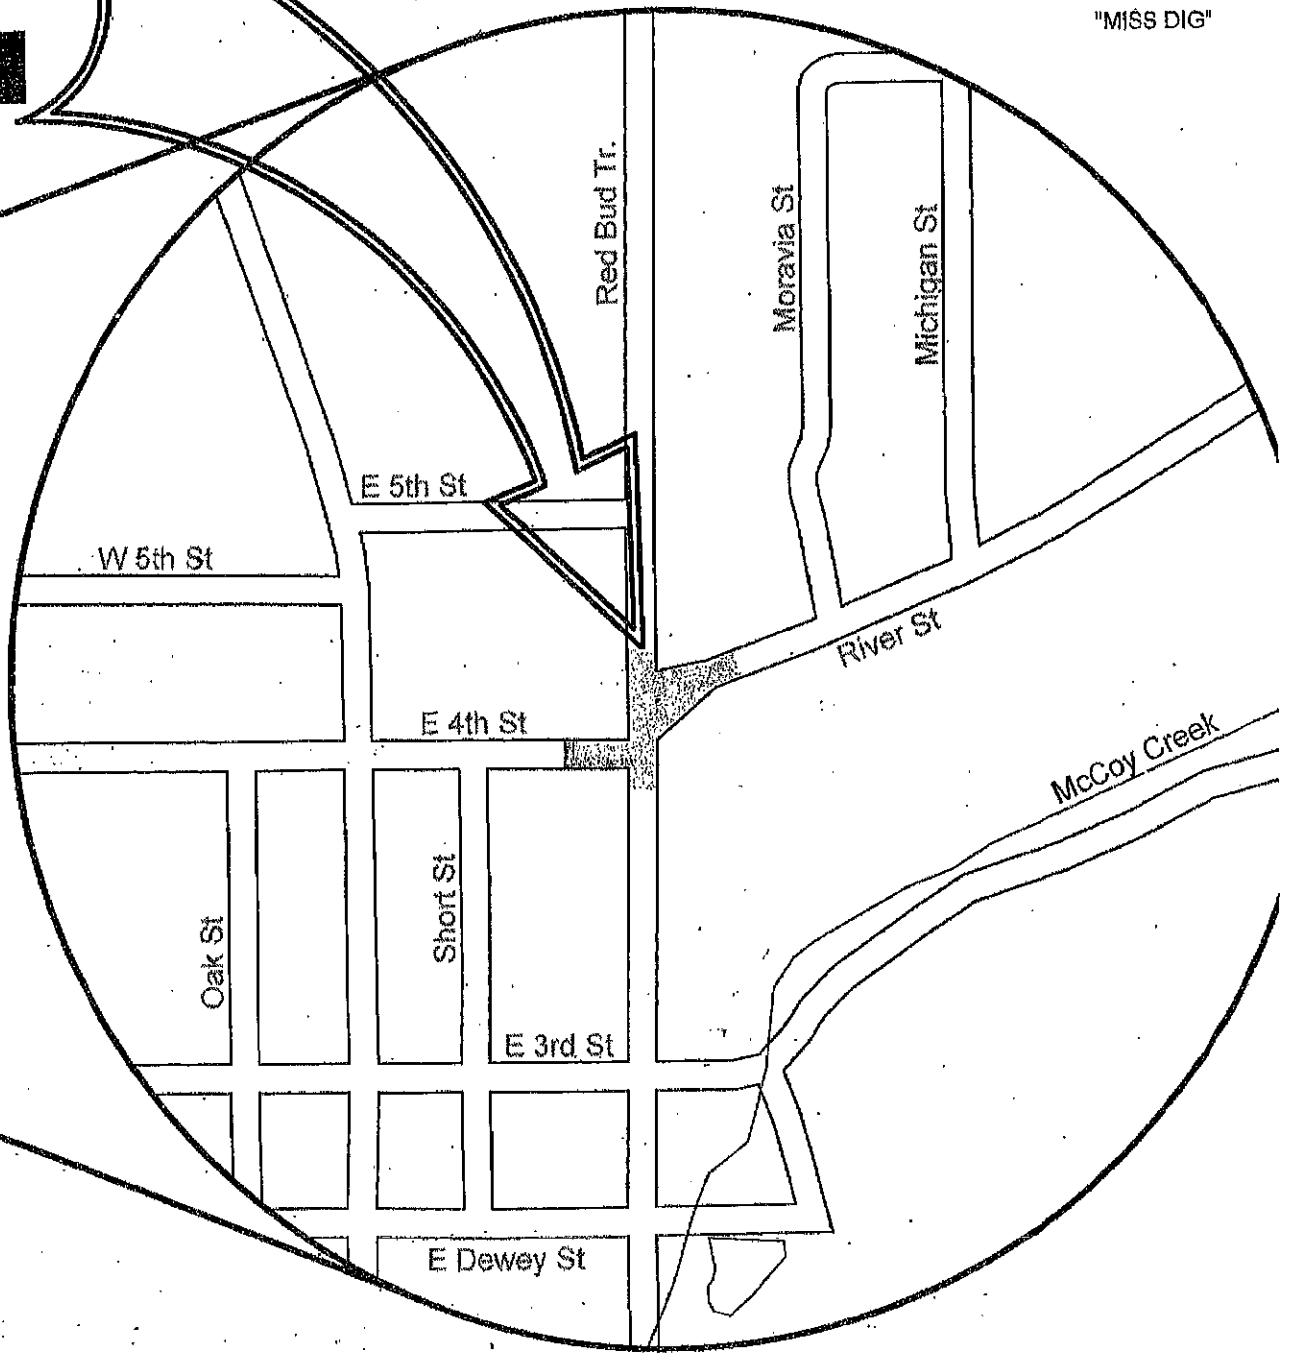 "MISS DIG"
Red Bud Tr.
Moravia St
Michigan St
E 5th St
W 5th St
River St
E 4th St
McCoy Creek
Short St
Oak St
E 3rd St
E Dewey St